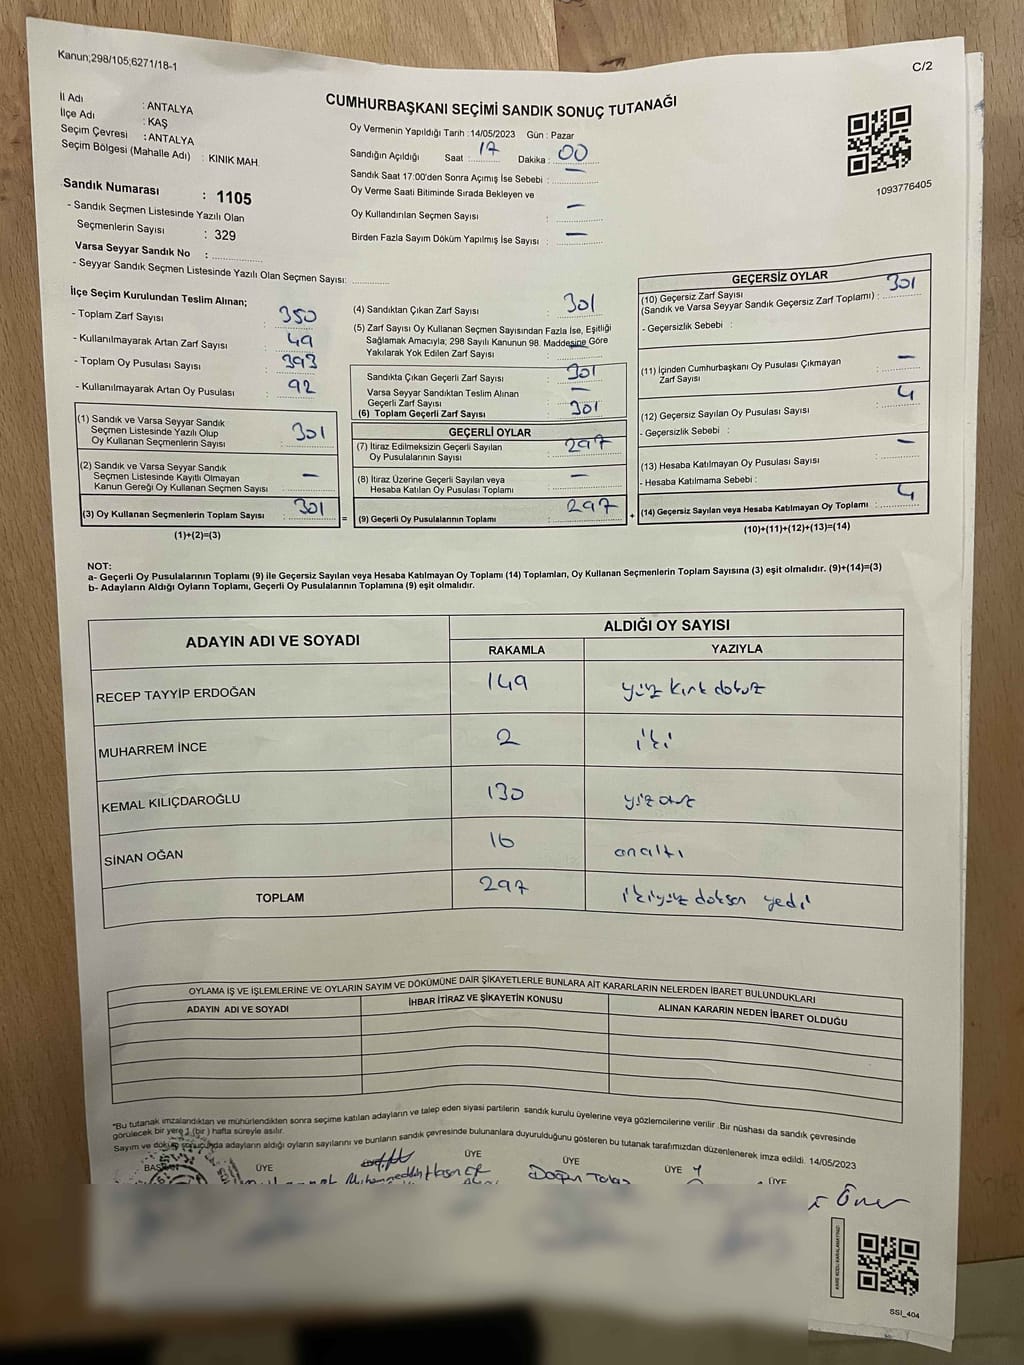 Kanun;298/105;6271/18-1
C/2
CUMHURBAŞKANI SEÇİMİ SANDIK SONUÇ TUTANAĞI
İl Adı : ANTALYA
İlçe Adı : KAŞ
Seçim Çevresi : ANTALYA
Seçim Bölgesi (Mahalle Adı) : KINIK MAH.
Sandık Numarası : 1105
- Sandık Seçmen Listesinde Yazılı Olan
Seçmenlerin Sayısı : 329
Varsa Seyyar Sandık No :
- Seyyar Sandık Seçmen Listesinde Yazılı Olan Seçmen Sayısı:
Oy Vermenin Yapıldığı Tarih : 14/05/2023 Gün : Pazar
Sandığın Açıldığı Saat : 17 Dakika : 00
Sandık Saat 17:00'den Sonra Açımış İse Sebebi : —
Oy Verme Saati Bitiminde Sırada Bekleyen ve
Oy Kullandırılan Seçmen Sayısı : —
Birden Fazla Sayım Döküm Yapılmış İse Sayısı : —
1093776405
İlçe Seçim Kurulundan Teslim Alınan;
- Toplam Zarf Sayısı : 350
- Kullanılmayarak Artan Zarf Sayısı : 49
- Toplam Oy Pusulası Sayısı : 393
- Kullanılmayarak Artan Oy Pusulası : 92
(1) Sandık ve Varsa Seyyar Sandık
Seçmen Listesinde Yazılı Olup
Oy Kullanan Seçmenlerin Sayısı : 301
(2) Sandık ve Varsa Seyyar Sandık
Seçmen Listesinde Kayıtlı Olmayan
Kanun Gereği Oy Kullanan Seçmen Sayısı : —
(3) Oy Kullanan Seçmenlerin Toplam Sayısı : 301 =
(1)+(2)=(3)
(4) Sandıktan Çıkan Zarf Sayısı : 301
(5) Zarf Sayısı Oy Kullanan Seçmen Sayısından Fazla İse, Eşitliği
Sağlamak Amacıyla; 298 Sayılı Kanunun 98. Maddesine Göre
Yakılarak Yok Edilen Zarf Sayısı : —
Sandıkta Çıkan Geçerli Zarf Sayısı : 301
Varsa Seyyar Sandıktan Teslim Alınan
Geçerli Zarf Sayısı : —
(6) Toplam Geçerli Zarf Sayısı : 301
GEÇERLİ OYLAR
(7) İtiraz Edilmeksizin Geçerli Sayılan
Oy Pusulalarının Sayısı : 297
(8) İtiraz Üzerine Geçerli Sayılan veya
Hesaba Katılan Oy Pusulası Toplamı : —
(9) Geçerli Oy Pusulalarının Toplamı : 297 +
GEÇERSİZ OYLAR
(10) Geçersiz Zarf Sayısı
(Sandık ve Varsa Seyyar Sandık Geçersiz Zarf Toplamı) : 301
- Geçersizlik Sebebi :
(11) İçinden Cumhurbaşkanı Oy Pusulası Çıkmayan
Zarf Sayısı : —
(12) Geçersiz Sayılan Oy Pusulası Sayısı : 4
- Geçersizlik Sebebi :
(13) Hesaba Katılmayan Oy Pusulası Sayısı : —
- Hesaba Katılmama Sebebi :
(14) Geçersiz Sayılan veya Hesaba Katılmayan Oy Toplamı : 4
(10)+(11)+(12)+(13)=(14)
NOT:
a- Geçerli Oy Pusulalarının Toplamı (9) ile Geçersiz Sayılan veya Hesaba Katılmayan Oy Toplamı (14) Toplamları, Oy Kullanan Seçmenlerin Toplam Sayısına (3) eşit olmalıdır. (9)+(14)=(3)
b- Adayların Aldığı Oyların Toplamı, Geçerli Oy Pusulalarının Toplamına (9) eşit olmalıdır.
ADAYIN ADI VE SOYADI
ALDIĞI OY SAYISI
RAKAMLA YAZIYLA
RECEP TAYYİP ERDOĞAN 149 yüz kırk dokuz
MUHARREM İNCE 2 iki
KEMAL KILIÇDAROĞLU 130 yüz otuz
SİNAN OĞAN 16 on altı
TOPLAM 297 ikiyüz doksan yedi
OYLAMA İŞ VE İŞLEMLERİNE VE OYLARIN SAYIM VE DÖKÜMÜNE DAİR ŞİKAYETLERLE BUNLARA AİT KARARLARIN NELERDEN İBARET BULUNDUKLARI
ADAYIN ADI VE SOYADI İHBAR İTİRAZ VE ŞİKAYETİN KONUSU ALINAN KARARIN NEDEN İBARET OLDUĞU
*Bu tutanak imzalandıktan ve mühürlendikten sonra seçime katılan adayların ve talep eden siyasi partilerin sandık kurulu üyelerine veya gözlemcilerine verilir .Bir nüshası da sandık çevresinde
görülecek bir yere 1 (bir) hafta süreyle asılır.
Sayım ve döküm sonucunda adayların aldığı oyların sayılarını ve bunların sandık çevresinde bulunanlara duyurulduğunu gösteren bu tutanak tarafımızdan düzenlenerek imza edildi. 14/05/2023
BAŞKAN ÜYE ÜYE ÜYE ÜYE ÜYE
Öner
SSI_404